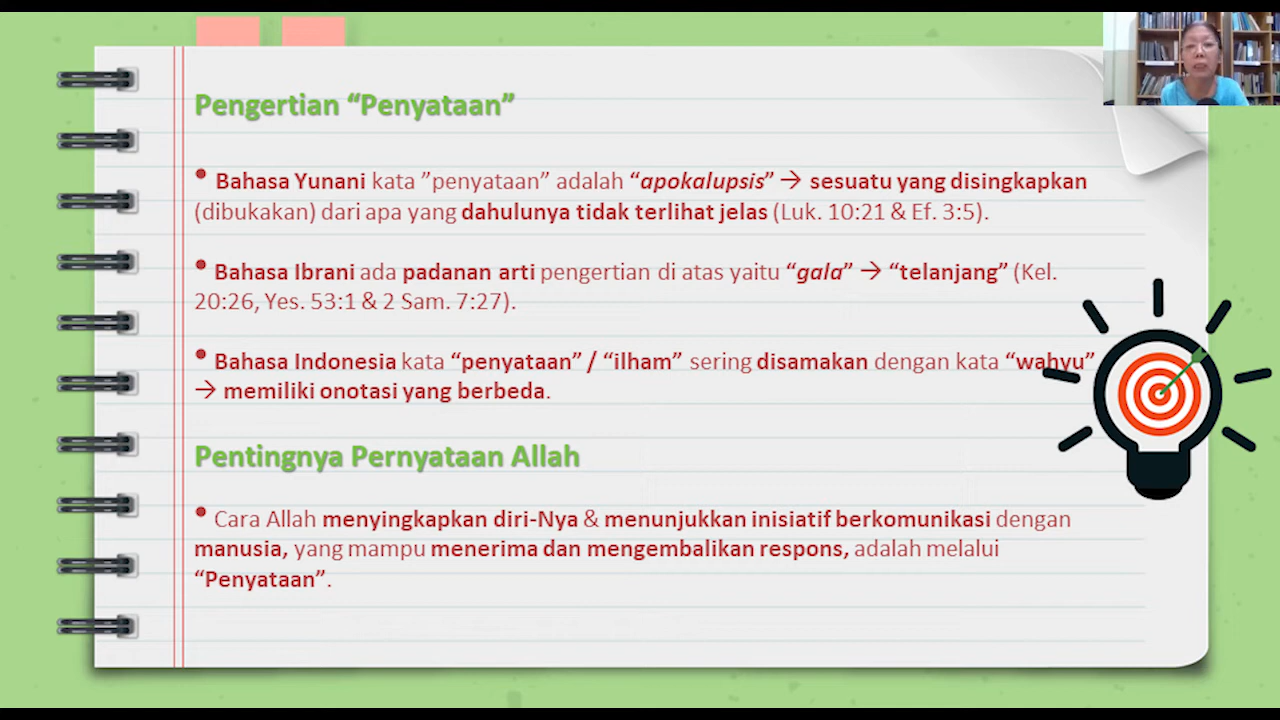 Pengertian “Penyataan”
• Bahasa Yunani kata ”penyataan” adalah “apokalupsis” → sesuatu yang disingkapkan
(dibukakan) dari apa yang dahulunya tidak terlihat jelas (Luk. 10:21 & Ef. 3:5).
• Bahasa Ibrani ada padanan arti pengertian di atas yaitu “gala” → “telanjang” (Kel.
20:26, Yes. 53:1 & 2 Sam. 7:27).
• Bahasa Indonesia kata “penyataan” / “ilham” sering disamakan dengan kata “wahyu”
→ memiliki onotasi yang berbeda.
Pentingnya Pernyataan Allah
• Cara Allah menyingkapkan diri-Nya & menunjukkan inisiatif berkomunikasi dengan
manusia, yang mampu menerima dan mengembalikan respons, adalah melalui
“Penyataan”.